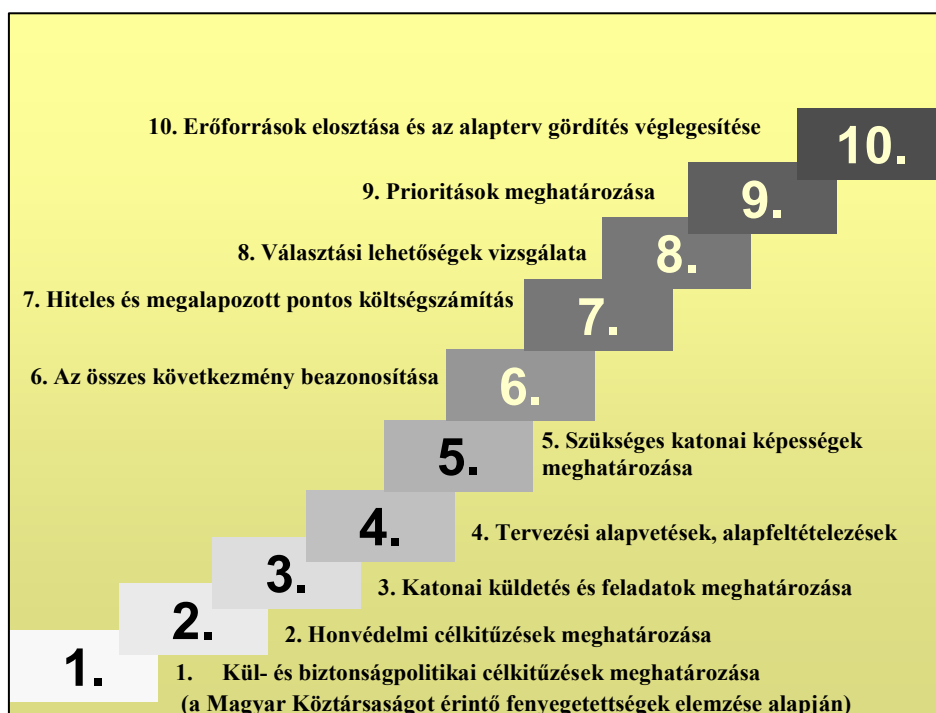 10. Erőforrások elosztása és az alapterv gördítés véglegesítése
10.
9. Prioritások meghatározása
9.
8. Választási lehetőségek vizsgálata
8.
7. Hiteles és megalapozott pontos költségszámítás
7.
6. Az összes következmény beazonosítása
6.
5.
5. Szükséges katonai képességek
meghatározása
4.
4. Tervezési alapvetések, alapfeltételezések
3.
3. Katonai küldetés és feladatok meghatározása
2.
2. Honvédelmi célkitűzések meghatározása
1.
1. Kül- és biztonságpolitikai célkitűzések meghatározása
(a Magyar Köztársaságot érintő fenyegetettségek elemzése alapján)